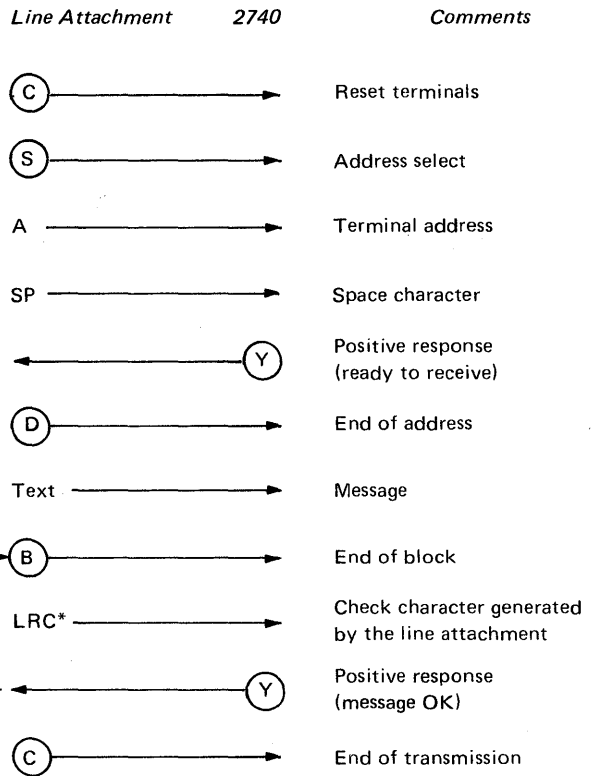 Line Attachment 2740 Comments
C Reset terminals
S Address select
A Terminal address
SP Space character
Y Positive response
(ready to receive)
D End of address
Text Message
B End of block
LRC* Check character generated
by the line attachment
Y Positive response
(message OK)
C End of transmission